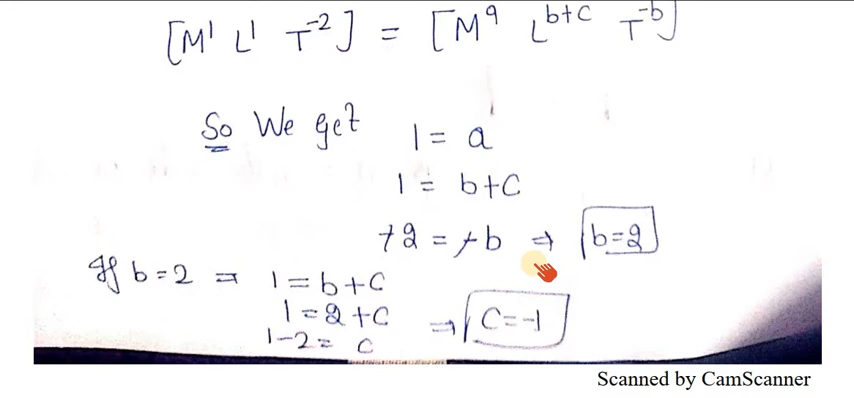 [M¹ L¹ T⁻²] = [Mᵃ Lᵇ⁺ᶜ T⁻ᵇ]
So We get 1 = a
1 = b+c
-2 = -b ⇒ b=2
If b=2 ⇒ 1=b+c
1=2+c
1-2= c ⇒ c=-1
Scanned by CamScanner